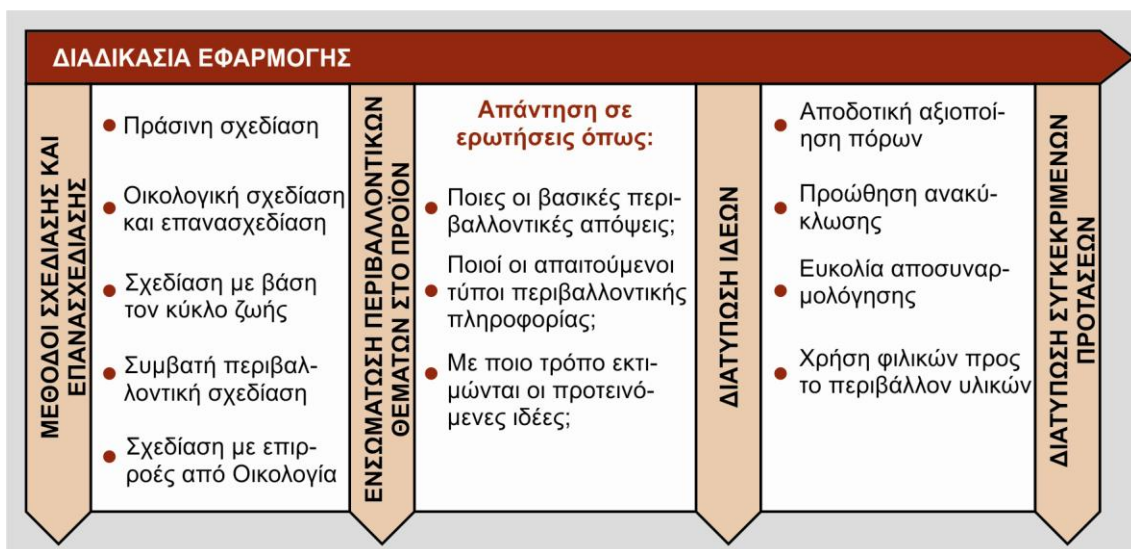 ΔΙΑΔΙΚΑΣΙΑ ΕΦΑΡΜΟΓΗΣ
ΜΕΘΟΔΟΙ ΣΧΕΔΙΑΣΗΣ ΚΑΙ
ΕΠΑΝΑΣΧΕΔΙΑΣΗΣ
Πράσινη σχεδίαση
Οικολογική σχεδίαση
και επανασχεδίαση
Σχεδίαση με βάση
τον κύκλο ζωής
Συμβατή περιβαλ-
λοντική σχεδίαση
Σχεδίαση με επιρ-
ροές από Οικολογία
ΕΝΣΩΜΑΤΩΣΗ ΠΕΡΙΒΑΛΛΟΝΤΙΚΩΝ
ΘΕΜΑΤΩΝ ΣΤΟ ΠΡΟΪΟΝ
Απάντηση σε
ερωτήσεις όπως:
Ποιες οι βασικές περι-
βαλλοντικές απόψεις;
Ποιοί οι απαιτούμενοι
τύποι περιβαλλοντικής
πληροφορίας;
Με ποιο τρόπο εκτι-
μώνται οι προτεινό-
μενες ιδέες;
ΔΙΑΤΥΠΩΣΗ ΙΔΕΩΝ
Αποδοτική αξιοποί-
ηση πόρων
Προώθηση ανακύ-
κλωσης
Ευκολία αποσυναρ-
μολόγησης
Χρήση φιλικών προς
το περιβάλλον υλικών
ΔΙΑΤΥΠΩΣΗ ΣΥΓΚΕΚΡΙΜΕΝΩΝ
ΠΡΟΤΑΣΕΩΝ